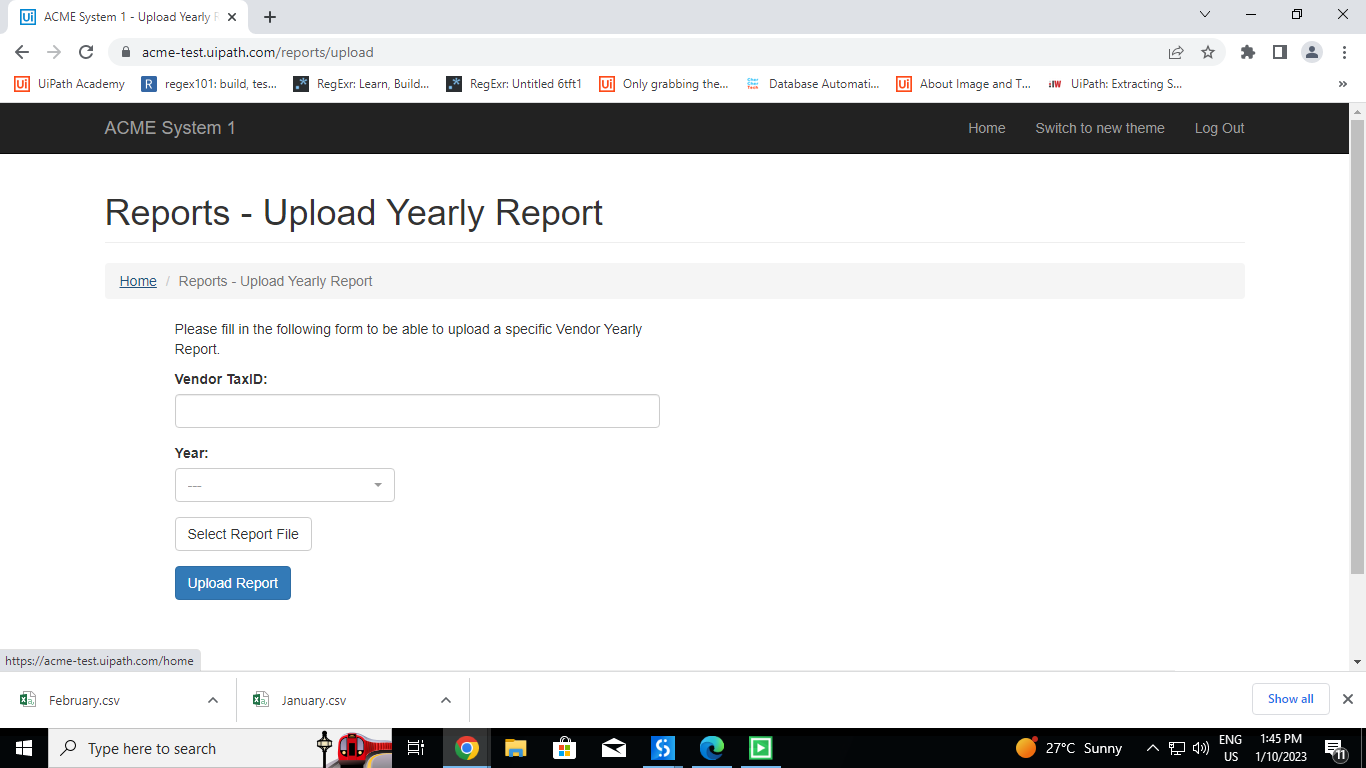 ACME System 1 - Upload Yearly R
acme-test.uipath.com/reports/upload
UiPath Academy
regex101: build, tes...
RegExr: Learn, Build...
RegExr: Untitled 6tft1
Only grabbing the...
Database Automati...
About Image and T...
UiPath: Extracting S...
»
ACME System 1
Home
Switch to new theme
Log Out
Reports - Upload Yearly Report
Home / Reports - Upload Yearly Report
Please fill in the following form to be able to upload a specific Vendor Yearly
Report.
Vendor TaxID:
Year:
---
Select Report File
Upload Report
https://acme-test.uipath.com/home
February.csv
January.csv
Show all
Type here to search
27°C Sunny
ENG
US
1:45 PM
1/10/2023
11